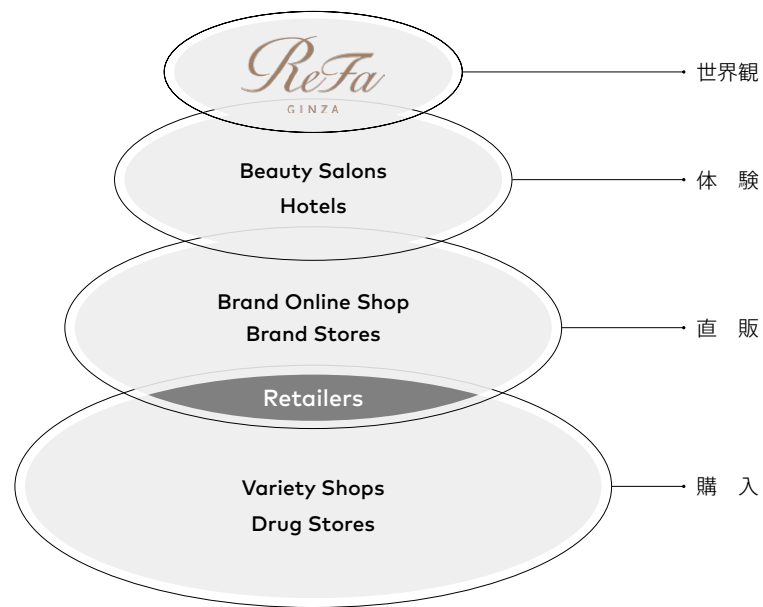 ReFa
GINZA
世界観
Beauty Salons
Hotels
体 験
Brand Online Shop
Brand Stores
直 販
Retailers
Variety Shops
Drug Stores
購 入